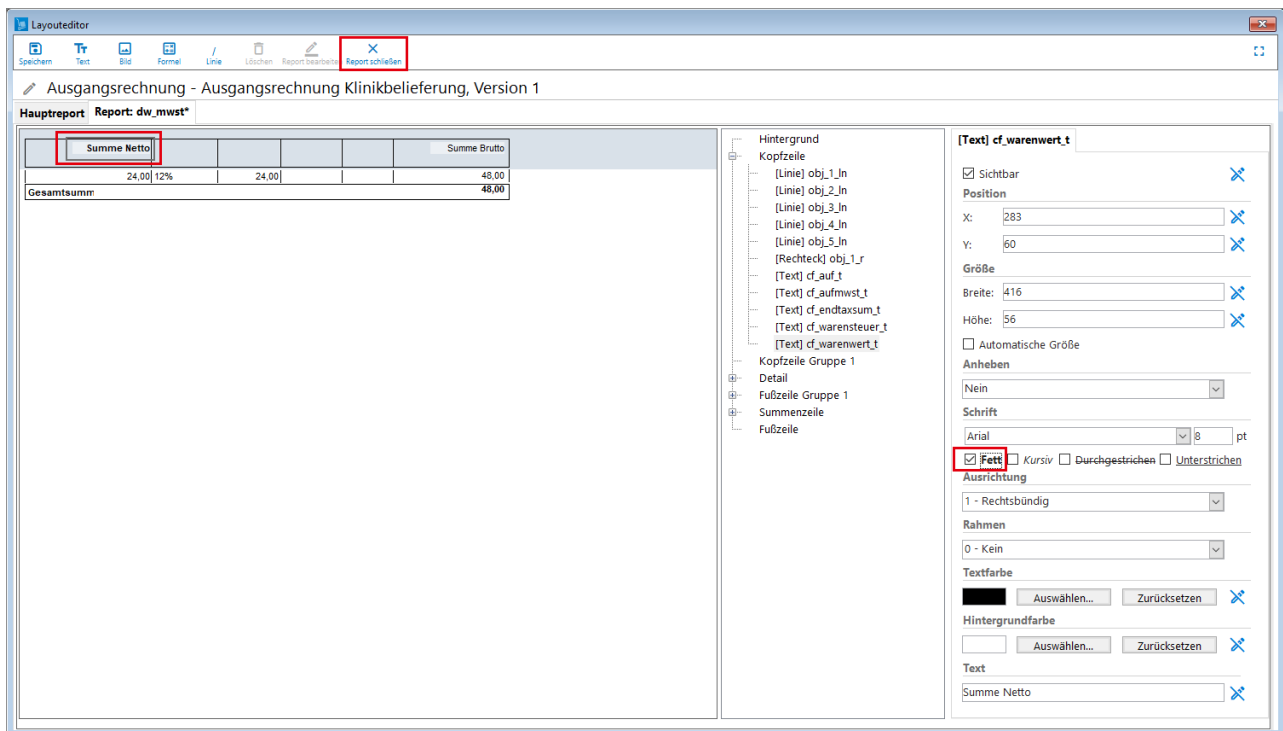 Layouteditor
Speichern Text Bild Formel Linie Löschen Report bearbeite Report schließen
Ausgangsrechnung - Ausgangsrechnung Klinikbelieferung, Version 1
Hauptreport Report: dw_mwst*
Summe Netto Summe Brutto
24,00 12% 24,00 48,00
Gesamtsumm 48,00
Hintergrund
Kopfzeile
[Linie] obj_1_ln
[Linie] obj_2_ln
[Linie] obj_3_ln
[Linie] obj_4_ln
[Linie] obj_5_ln
[Rechteck] obj_1_r
[Text] cf_auf_t
[Text] cf_aufmwst_t
[Text] cf_endtaxsum_t
[Text] cf_warensteuer_t
[Text] cf_warenwert_t
Kopfzeile Gruppe 1
Detail
Fußzeile Gruppe 1
Summenzeile
Fußzeile
[Text] cf_warenwert_t
Sichtbar
Position
X: 283
Y: 60
Größe
Breite: 416
Höhe: 56
Automatische Größe
Anheben
Nein
Schrift
Arial 8 pt
Fett Kursiv Durchgestrichen Unterstrichen
Ausrichtung
1 - Rechtsbündig
Rahmen
0 - Kein
Textfarbe
Auswählen... Zurücksetzen
Hintergrundfarbe
Auswählen... Zurücksetzen
Text
Summe Netto